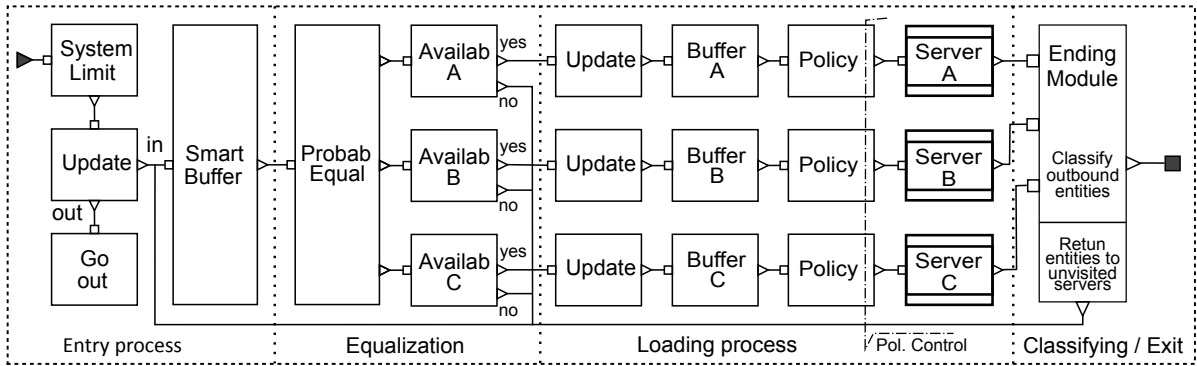 System
Limit
Update
in
out
Go
out
Smart
Buffer
Entry process
Probab
Equal
Availab
A
yes
no
Availab
B
yes
no
Availab
C
yes
no
Equalization
Update
Buffer
A
Policy
Server
A
Update
Buffer
B
Policy
Server
B
Update
Buffer
C
Policy
Server
C
Loading process
Pol. Control
Ending
Module
Classify
outbound
entities
Retun
entities to
unvisited
servers
Classifying / Exit